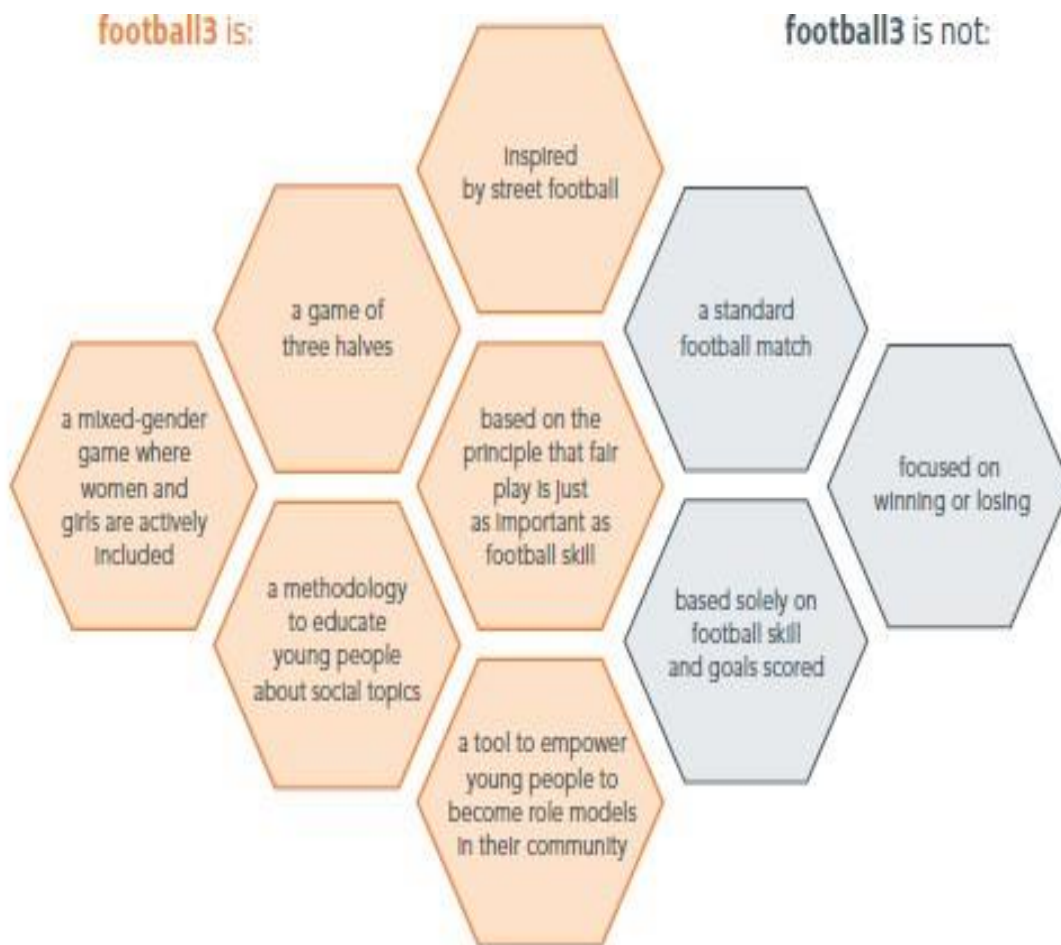 football3 is:
football3 is not:
inspired
by street football
a game of
three halves
a standard
football match
a mixed-gender
game where
women and
girls are actively
included
based on the
principle that fair
play is just
as important as
football skill
focused on
winning or losing
a methodology
to educate
young people
about social topics
based solely on
football skill
and goals scored
a tool to empower
young people to
become role models
in their community